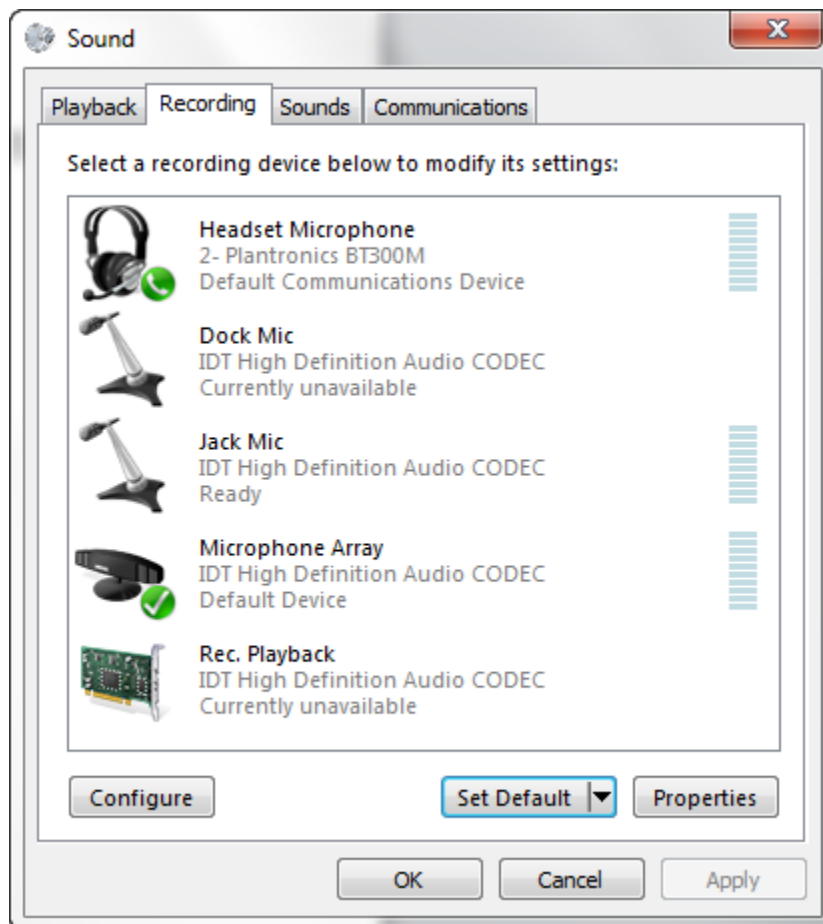 Sound
Playback Recording Sounds Communications
Select a recording device below to modify its settings:
Headset Microphone
2- Plantronics BT300M
Default Communications Device
Dock Mic
IDT High Definition Audio CODEC
Currently unavailable
Jack Mic
IDT High Definition Audio CODEC
Ready
Microphone Array
IDT High Definition Audio CODEC
Default Device
Rec. Playback
IDT High Definition Audio CODEC
Currently unavailable
Configure Set Default Properties
OK Cancel Apply